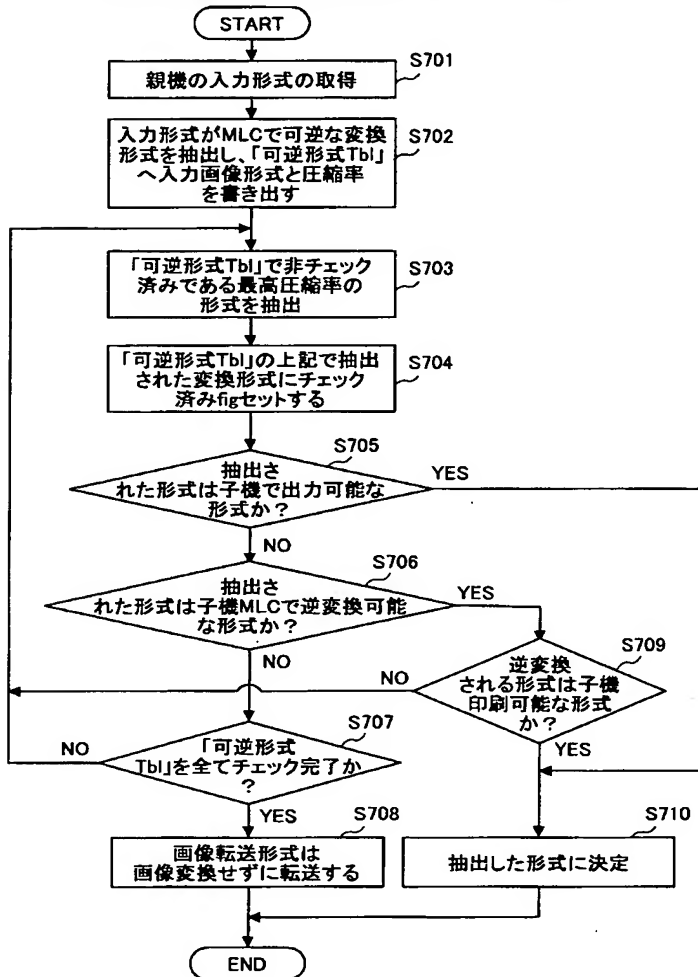 START
S701
親機の入力形式の取得
S702
入力形式がMLCで可逆な変換
形式を抽出し、「可逆形式Tbl」
へ入力画像形式と圧縮率
を書き出す
S703
「可逆形式Tbl」で非チェック
済みである最高圧縮率の
形式を抽出
S704
「可逆形式Tbl」の上記で抽出
された変換形式にチェック
済みfigセットする
S705
抽出さ
れた形式は子機で出力可能な
形式か？
YES
NO
S706
抽出さ
れた形式は子機MLCで逆変換可能
な形式か？
YES
NO
S709
逆変換
される形式は子機
印刷可能な形式
か？
NO
YES
S707
「可逆形式
Tbl」を全てチェック完了か
？
NO
YES
S708
画像転送形式は
画像変換せずに転送する
S710
抽出した形式に決定
END